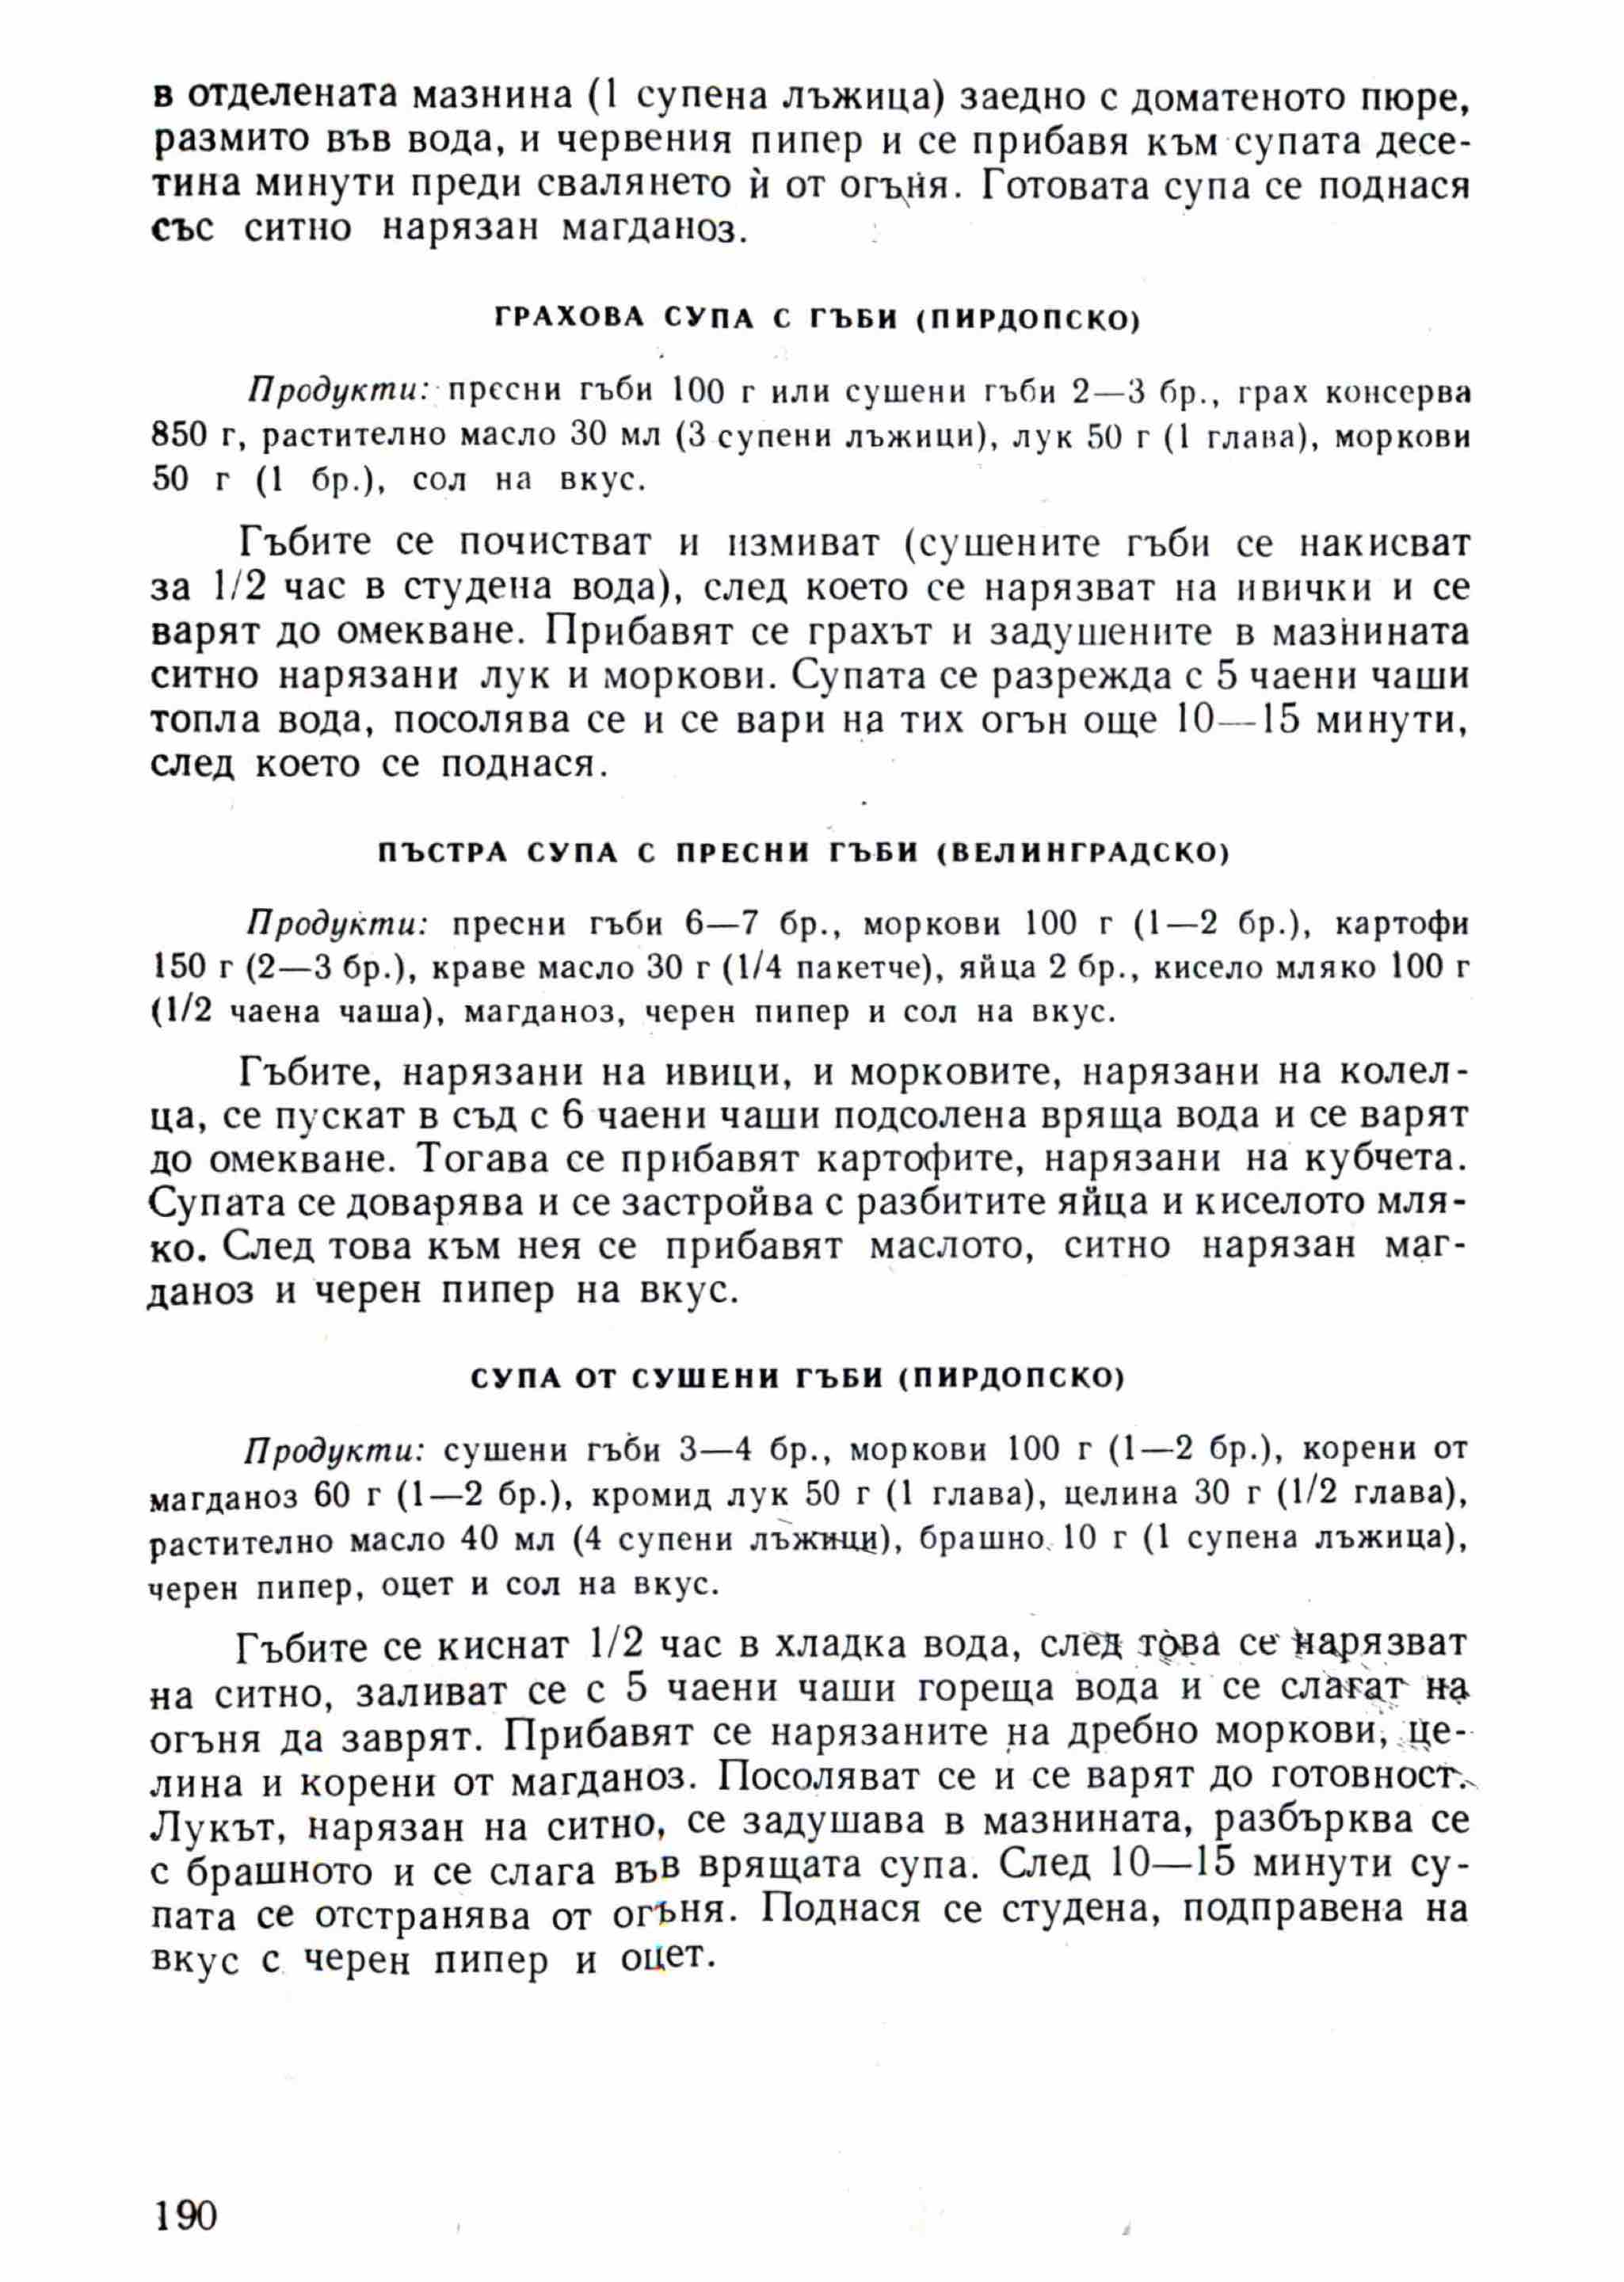 в отделената мазнина (1 супена лъжица) заедно с доматеното пюре,
размито във вода, и червения пипер и се прибавя към супата десе-
тина минути преди свалянето ѝ от огъня. Готовата супа се поднася
със ситно нарязан магданоз.
ГРАХОВА СУПА С ГЪБИ (ПИРДОПСКО)
Продукти: пресни гъби 100 г или сушени гъби 2—3 бр., грах консерва
850 г, растително масло 30 мл (3 супени лъжици), лук 50 г (1 глава), моркови
50 г (1 бр.), сол на вкус.
Гъбите се почистват и измиват (сушените гъби се накисват
за 1/2 час в студена вода), след което се нарязват на ивички и се
варят до омекване. Прибавят се грахът и задушените в мазнината
ситно нарязани лук и моркови. Супата се разрежда с 5 чаени чаши
топла вода, посолява се и се вари на тих огън още 10—15 минути,
след което се поднася.
ПЪСТРА СУПА С ПРЕСНИ ГЪБИ (ВЕЛИНГРАДСКО)
Продукти: пресни гъби 6—7 бр., моркови 100 г (1—2 бр.), картофи
150 г (2—3 бр.), краве масло 30 г (1/4 пакетче), яйца 2 бр., кисело мляко 100 г
(1/2 чаена чаша), магданоз, черен пипер и сол на вкус.
Гъбите, нарязани на ивици, и морковите, нарязани на колел-
ца, се пускат в съд с 6 чаени чаши подсолена вряща вода и се варят
до омекване. Тогава се прибавят картофите, нарязани на кубчета.
Супата се доварява и се застройва с разбитите яйца и киселото мля-
ко. След това към нея се прибавят маслото, ситно нарязан маг-
даноз и черен пипер на вкус.
СУПА ОТ СУШЕНИ ГЪБИ (ПИРДОПСКО)
Продукти: сушени гъби 3—4 бр., моркови 100 г (1—2 бр.), корени от
магданоз 60 г (1—2 бр.), кромид лук 50 г (1 глава), целина 30 г (1/2 глава),
растително масло 40 мл (4 супени лъжици), брашно 10 г (1 супена лъжица),
черен пипер, оцет и сол на вкус.
Гъбите се киснат 1/2 час в хладка вода, след това се нарязват
на ситно, заливат се с 5 чаени чаши гореща вода и се слагат на
огъня да заврят. Прибавят се нарязаните на дребно моркови, це-
лина и корени от магданоз. Посоляват се и се варят до готовност.
Лукът, нарязан на ситно, се задушава в мазнината, разбърква се
с брашното и се слага във врящата супа. След 10—15 минути су-
пата се отстранява от огъня. Поднася се студена, подправена на
вкус с черен пипер и оцет.
190